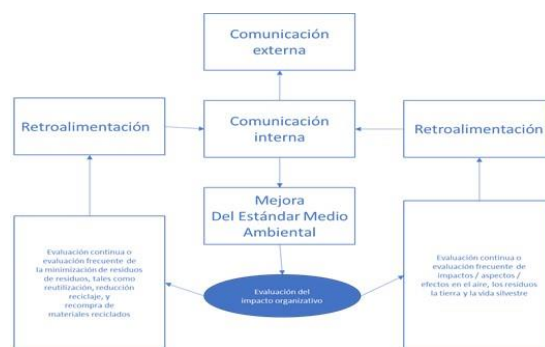 Comunicación
externa
Retroalimentación
Comunicación
interna
Retroalimentación
Mejora
Del Estándar Medio
Ambiental
Evaluación continua o
evaluación frecuente de
la minimización de residuos
de residuos, tales como
reutilización, reducción
reciclaje, y
recompra de
materiales reciclados
Evaluación del
impacto organizativo
Evaluación continua o
evaluación frecuente de
impactos / aspectos /
efectos en el aire, los residuos
la tierra y la vida silvestre